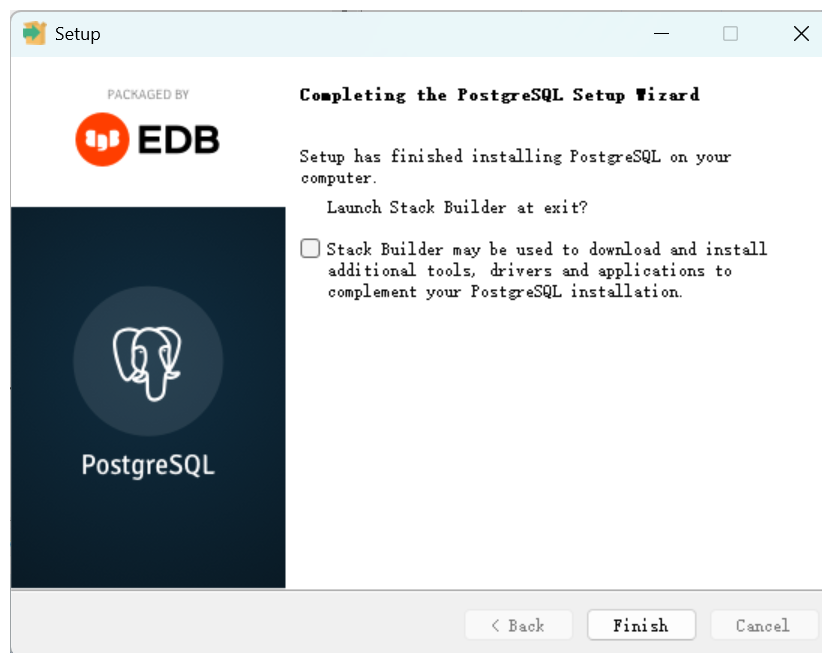 Setup
PACKAGED BY
EDB
PostgreSQL
Completing the PostgreSQL Setup Wizard
Setup has finished installing PostgreSQL on your
computer.
Launch Stack Builder at exit?
Stack Builder may be used to download and install
additional tools, drivers and applications to
complement your PostgreSQL installation.
< Back
Finish
Cancel